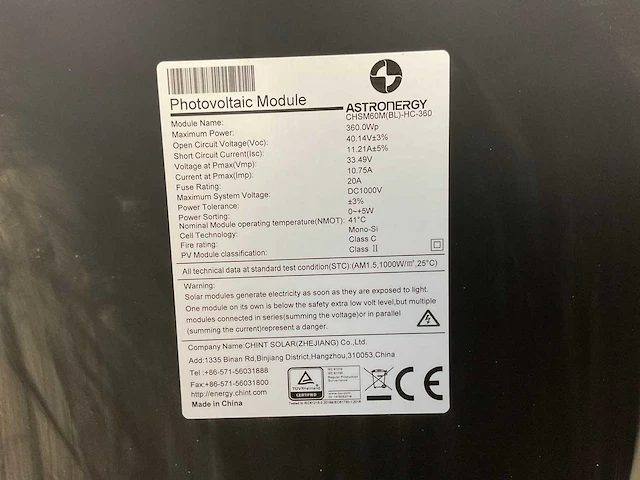 Photovoltaic Module
ASTRONERGY
Module Name: CHSM60M(BL)-HC-360
Maximum Power: 360.0Wp
Open Circuit Voltage(Voc): 40.14V±3%
Short Circuit Current(Isc): 11.21A±5%
Voltage at Pmax(Vmp): 33.49V
Current at Pmax(Imp): 10.75A
Fuse Rating: 20A
Maximum System Voltage: DC1000V
Power Tolerance: ±3%
Power Sorting: 0~+5W
Nominal Module operating temperature(NMOT): 41°C
Cell Technology: Mono-Si
Fire rating: Class C
PV Module classification: Class II
All technical data at standard test condition(STC):(AM1.5,1000W/m²,25°C)
Warning:
Solar modules generate electricity as soon as they are exposed to light.
One module on its own is below the safety extra low volt level,but multiple
modules connected in series(summing the voltage)or in parallel
(summing the current)represent a danger.
Company Name:CHINT SOLAR(ZHEJIANG) Co.,Ltd.
Add:1335 Binan Rd,Binjiang District,Hangzhou,310053,China
Tel :+86-571-56031888
Fax:+86-571-56031800
http://energy.chint.com
Made in China
TÜVRheinland
CERTIFIED
CE